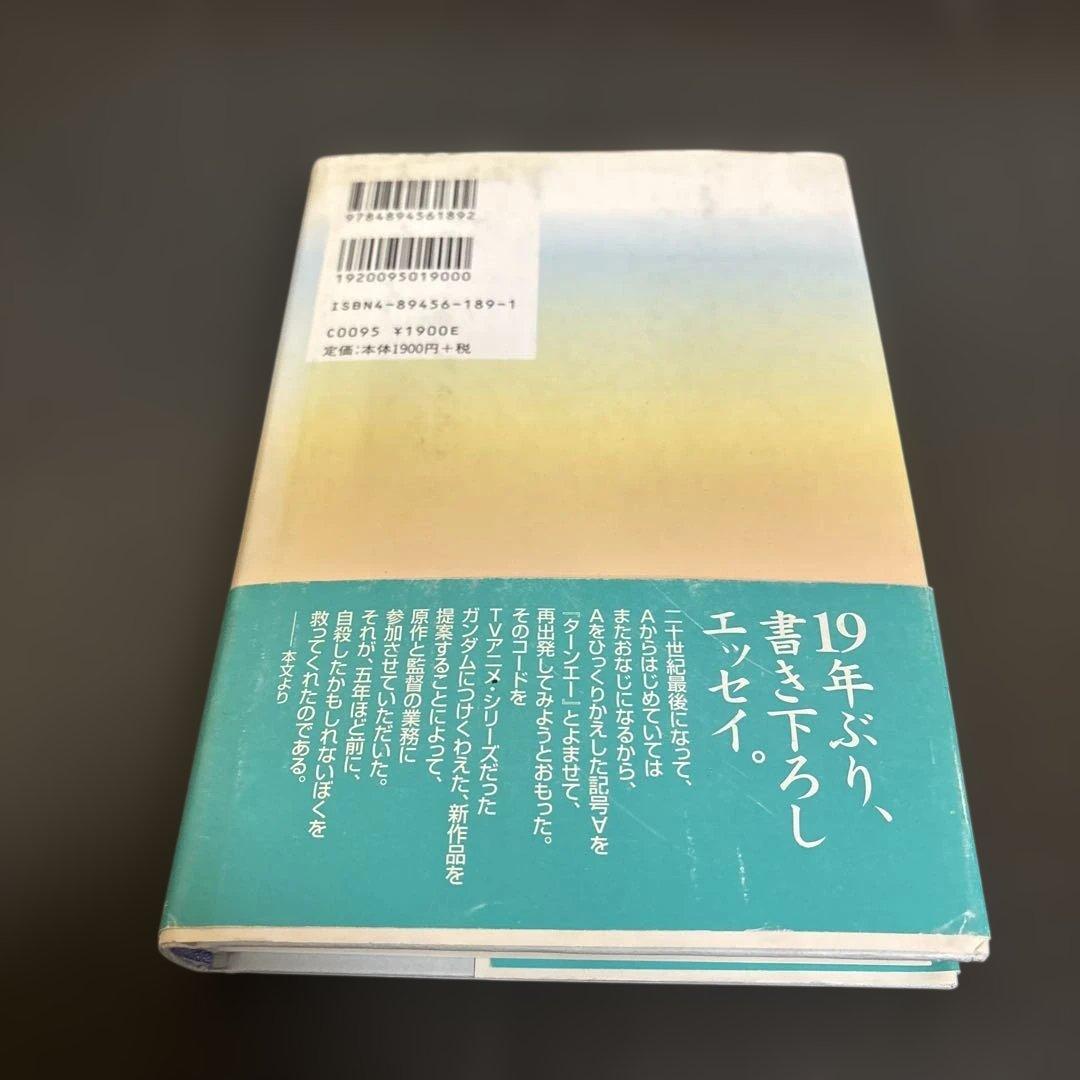 9784894561892
1920095019000
ISBN4-89456-189-1
C0095 ¥1900E
定価：本体1900円＋税
19年ぶり、
書き下ろし
エッセイ。
二十世紀最後になって、
Aからはじめていては
またおなじになるから、
Aをひっくりかえした記号∀を
『ターンエー』とよませて、
再出発してみようとおもった。
そのコードを
TVアニメ・シリーズだった
ガンダムにつけくわえた、新作品を
提案することによって、
原作と監督の業務に
参加させていただいた。
それが、五年ほど前に、
自殺したかもしれないぼくを
救ってくれたのである。
──本文より